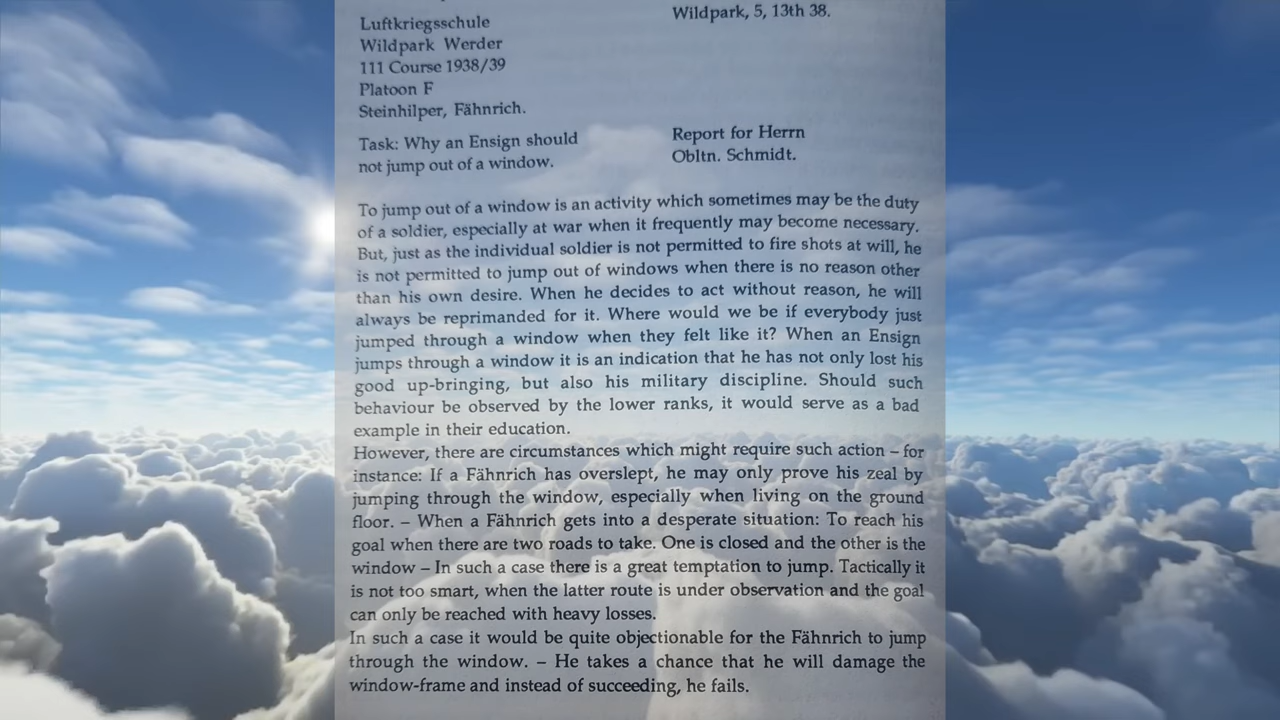 Wildpark, 5, 13th 38.
Luftkriegsschule
Wildpark Werder
111 Course 1938/39
Platoon F
Steinhilper, Fähnrich.
Task: Why an Ensign should
not jump out of a window.
Report for Herrn
Obltn. Schmidt.
To jump out of a window is an activity which sometimes may be the duty
of a soldier, especially at war when it frequently may become necessary.
But, just as the individual soldier is not permitted to fire shots at will, he
is not permitted to jump out of windows when there is no reason other
than his own desire. When he decides to act without reason, he will
always be reprimanded for it. Where would we be if everybody just
jumped through a window when they felt like it? When an Ensign
jumps through a window it is an indication that he has not only lost his
good up-bringing, but also his military discipline. Should such
behaviour be observed by the lower ranks, it would serve as a bad
example in their education.
However, there are circumstances which might require such action – for
instance: If a Fähnrich has overslept, he may only prove his zeal by
jumping through the window, especially when living on the ground
floor. – When a Fähnrich gets into a desperate situation: To reach his
goal when there are two roads to take. One is closed and the other is the
window – In such a case there is a great temptation to jump. Tactically it
is not too smart, when the latter route is under observation and the goal
can only be reached with heavy losses.
In such a case it would be quite objectionable for the Fähnrich to jump
through the window. – He takes a chance that he will damage the
window-frame and instead of succeeding, he fails.